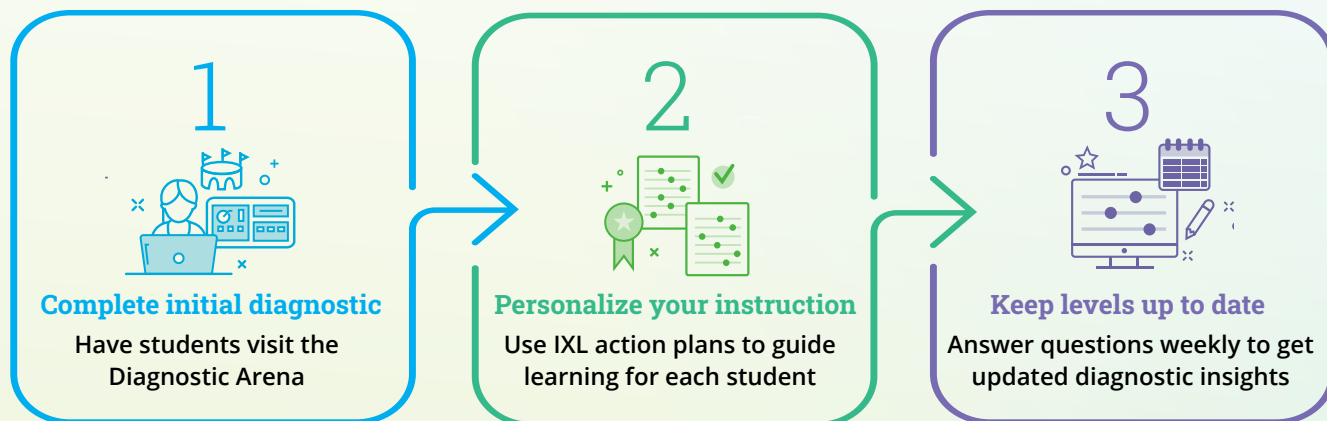 1
Complete initial diagnostic
Have students visit the
Diagnostic Arena
2
Personalize your instruction
Use IXL action plans to guide
learning for each student
3
Keep levels up to date
Answer questions weekly to get
updated diagnostic insights